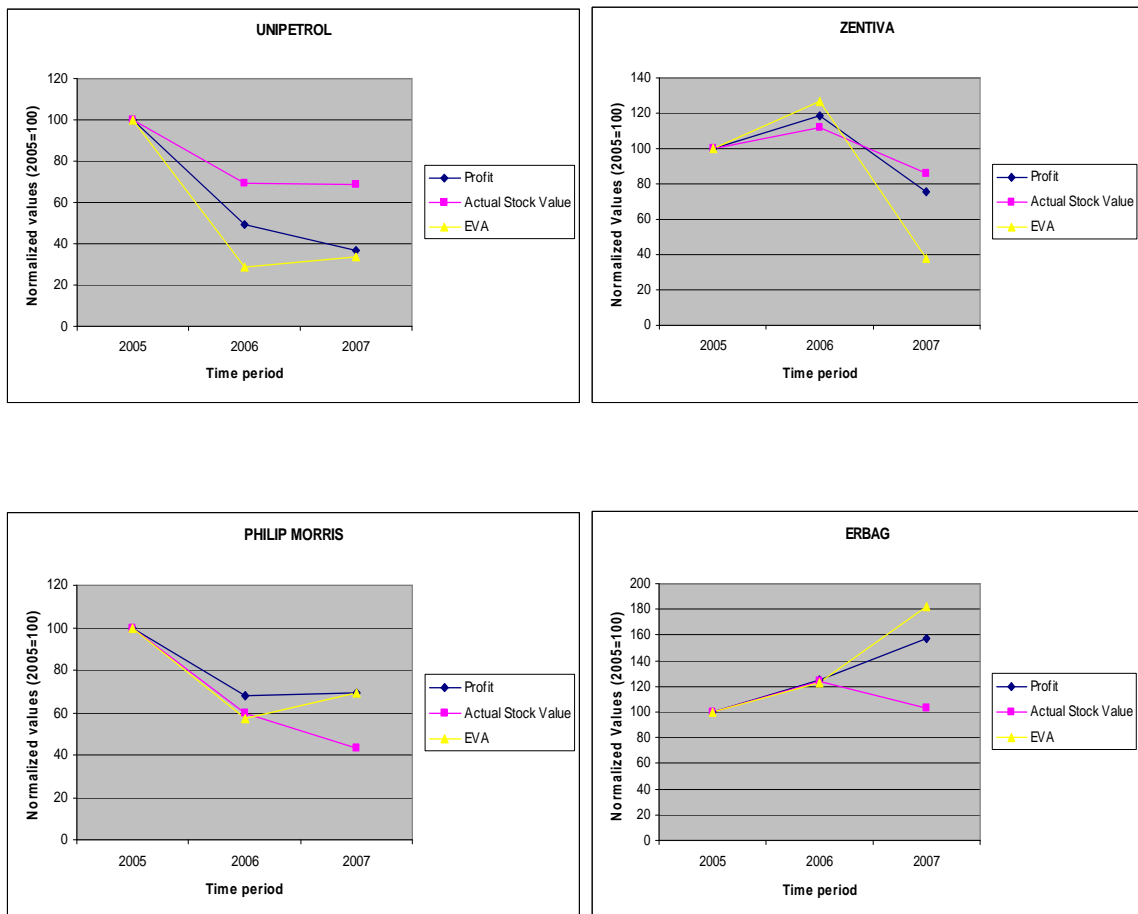 UNIPETROL
120
100
80
60
40
20
0
Normalized values (2005=100)
2005 2006 2007
Time period
Profit
Actual Stock Value
EVA
ZENTIVA
140
120
100
80
60
40
20
0
Normalized Values (2005=100)
2005 2006 2007
Time period
Profit
Actual Stock Value
EVA
PHILIP MORRIS
120
100
80
60
40
20
0
Normalized Values (2005=100)
2005 2006 2007
Time period
Profit
Actual Stock Value
EVA
ERBAG
200
180
160
140
120
100
80
60
40
20
0
Normalized Values (2005=100)
2005 2006 2007
Time period
Profit
Actual Stock Value
EVA